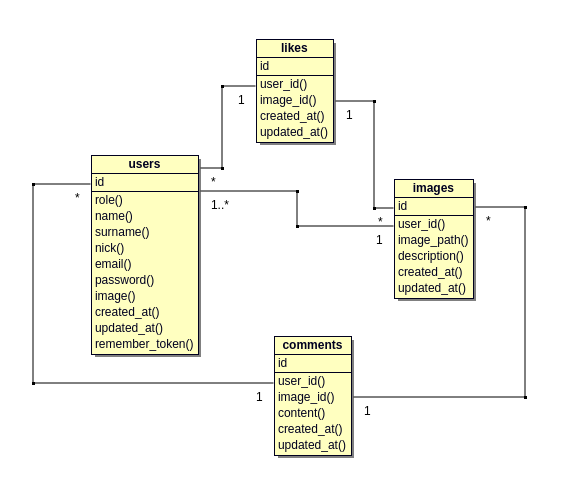 likes
id
user_id()
image_id()
created_at()
updated_at()
1
1
users
id
role()
name()
surname()
nick()
email()
password()
image()
created_at()
updated_at()
remember_token()
*
*
1..*
images
id
user_id()
image_path()
description()
created_at()
updated_at()
*
1
*
comments
id
user_id()
image_id()
content()
created_at()
updated_at()
1
1